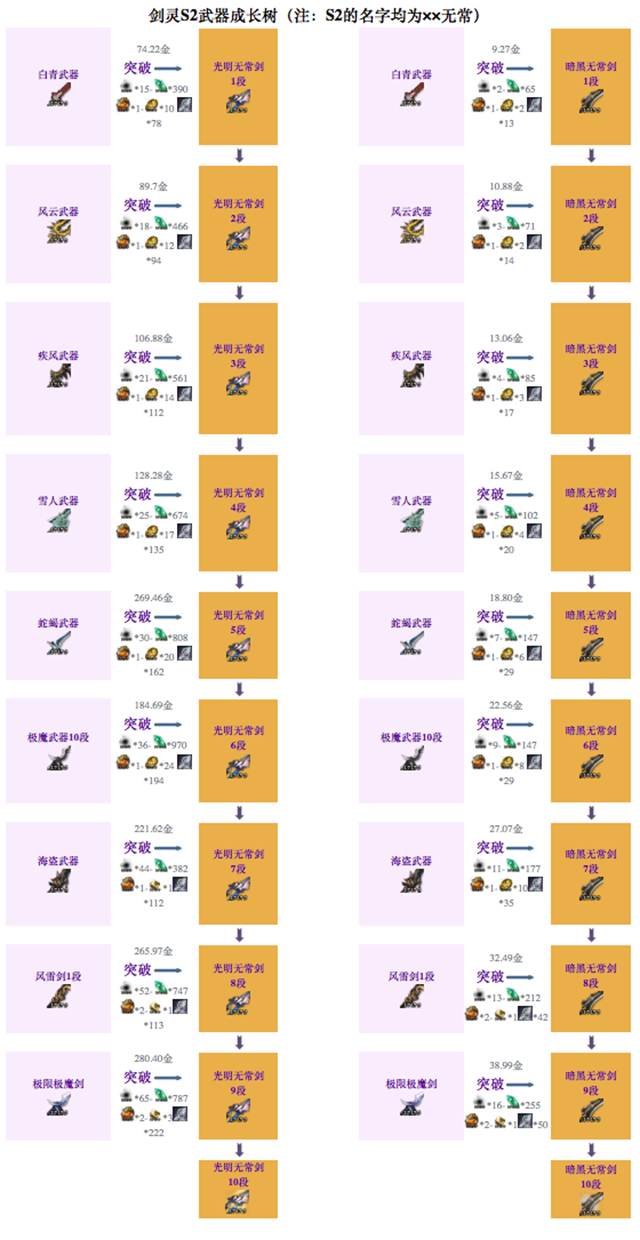 剑灵S2武器成长树（注：S2的名字均为××无常）
白青武器
74.22金
突破
*15- *390
*1- *10
*78
光明无常剑
1段
白青武器
9.27金
突破
*2- *65
*1- *2
*13
暗黑无常剑
1段
风云武器
89.7金
突破
*18- *466
*1- *12
*94
光明无常剑
2段
风云武器
10.88金
突破
*3- *71
*1- *2
*14
暗黑无常剑
2段
疾风武器
106.88金
突破
*21- *561
*1- *14
*112
光明无常剑
3段
疾风武器
13.06金
突破
*4- *85
*1- *3
*17
暗黑无常剑
3段
雪人武器
128.28金
突破
*25- *674
*1- *17
*135
光明无常剑
4段
雪人武器
15.67金
突破
*5- *102
*1- *4
*20
暗黑无常剑
4段
蛇蝎武器
269.46金
突破
*30- *808
*1- *20
*162
光明无常剑
5段
蛇蝎武器
18.80金
突破
*7- *147
*1- *6
*29
暗黑无常剑
5段
极魔武器10段
184.69金
突破
*36- *970
*1- *24
*194
光明无常剑
6段
极魔武器10段
22.56金
突破
*9- *147
*1- *8
*29
暗黑无常剑
6段
海盗武器
221.62金
突破
*44- *382
*1- *1
*112
光明无常剑
7段
海盗武器
27.07金
突破
*11- *177
*1- *10
*35
暗黑无常剑
7段
风雪剑1段
265.97金
突破
*52- *747
*2- *1
*113
光明无常剑
8段
风雪剑1段
32.49金
突破
*13- *212
*2- *1 *42
暗黑无常剑
8段
极限极魔剑
280.40金
突破
*65- *787
*2- *3
*222
光明无常剑
9段
极限极魔剑
38.99金
突破
*16- *255
*2- *1 *50
暗黑无常剑
9段
光明无常剑
10段
暗黑无常剑
10段